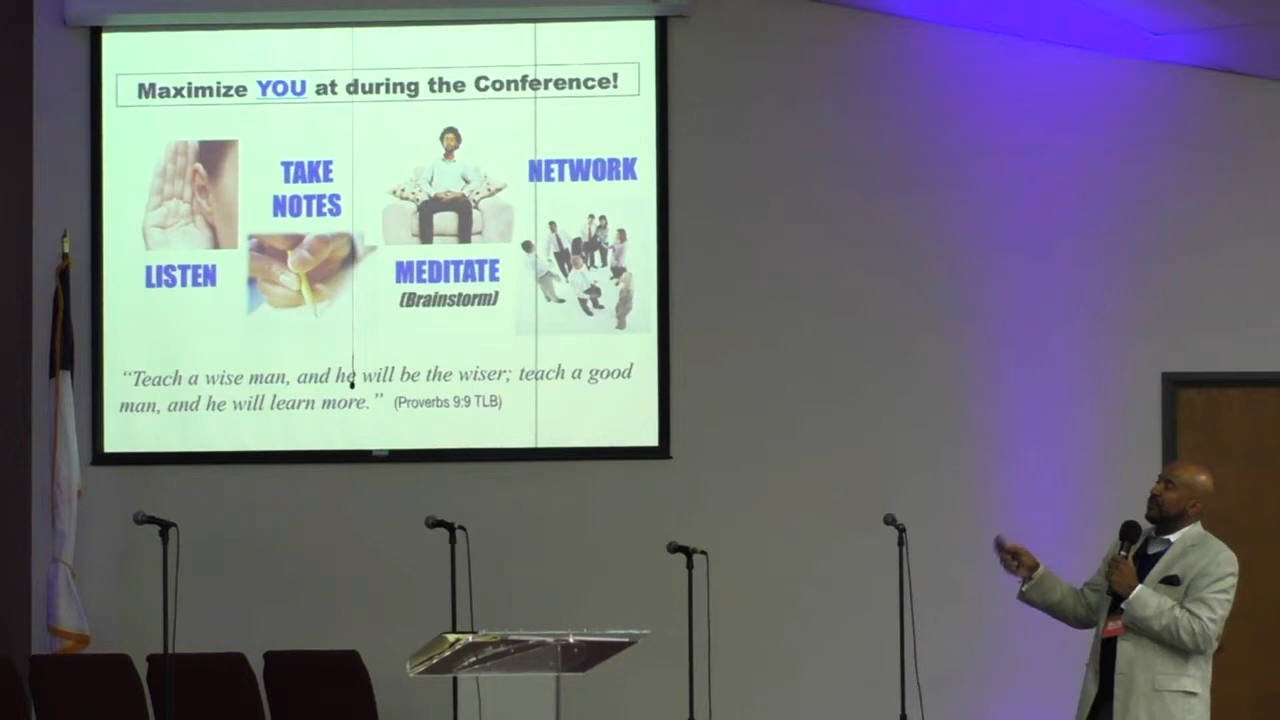 Maximize YOU at during the Conference!
LISTEN
TAKE
NOTES
MEDITATE
(Brainstorm)
NETWORK
“Teach a wise man, and he will be the wiser; teach a good
man, and he will learn more.” (Proverbs 9:9 TLB)